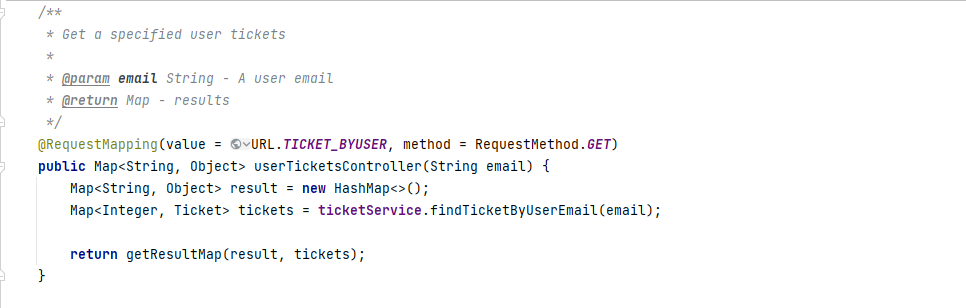 /**
 * Get a specified user tickets
 *
 * @param email String - A user email
 * @return Map - results
 */
@RequestMapping(value = URL.TICKET_BYUSER, method = RequestMethod.GET)
public Map<String, Object> userTicketsController(String email) {
    Map<String, Object> result = new HashMap<>();
    Map<Integer, Ticket> tickets = ticketService.findTicketByUserEmail(email);

    return getResultMap(result, tickets);
}